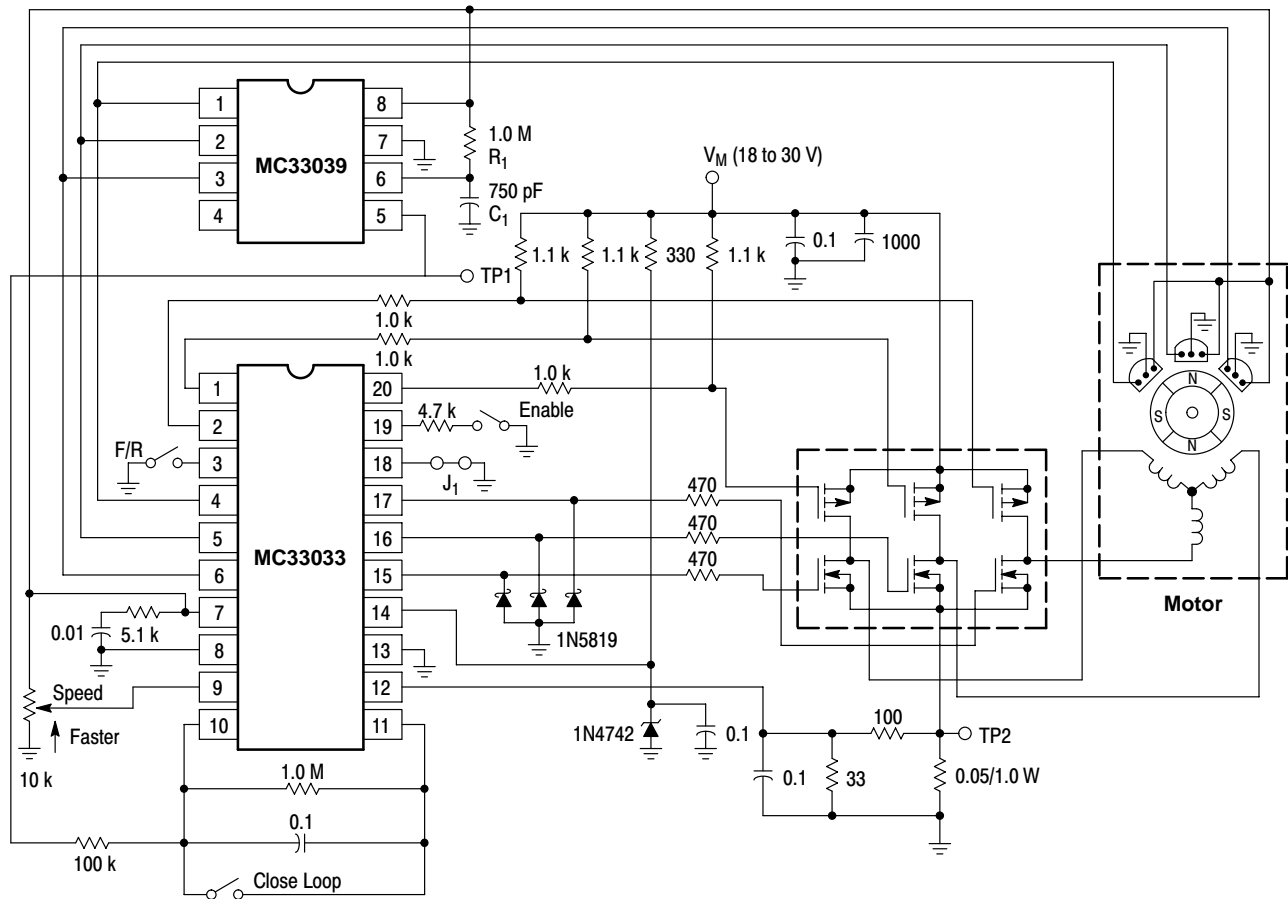 1
2
3
4
MC33039
8
7
6
5
1.0 M
R1
750 pF
C1
TP1
VM (18 to 30 V)
1.1 k
1.1 k
330
1.1 k
0.1
1000
1.0 k
1.0 k
1.0 k
4.7 k
Enable
F/R
J1
1
2
3
4
5
6
7
8
9
10
MC33033
20
19
18
17
16
15
14
13
12
11
470
470
470
1N5819
0.01
5.1 k
Speed
Faster
10 k
1N4742
0.1
100
TP2
0.1
33
0.05/1.0 W
1.0 M
0.1
100 k
Close Loop
N
S
S
N
Motor